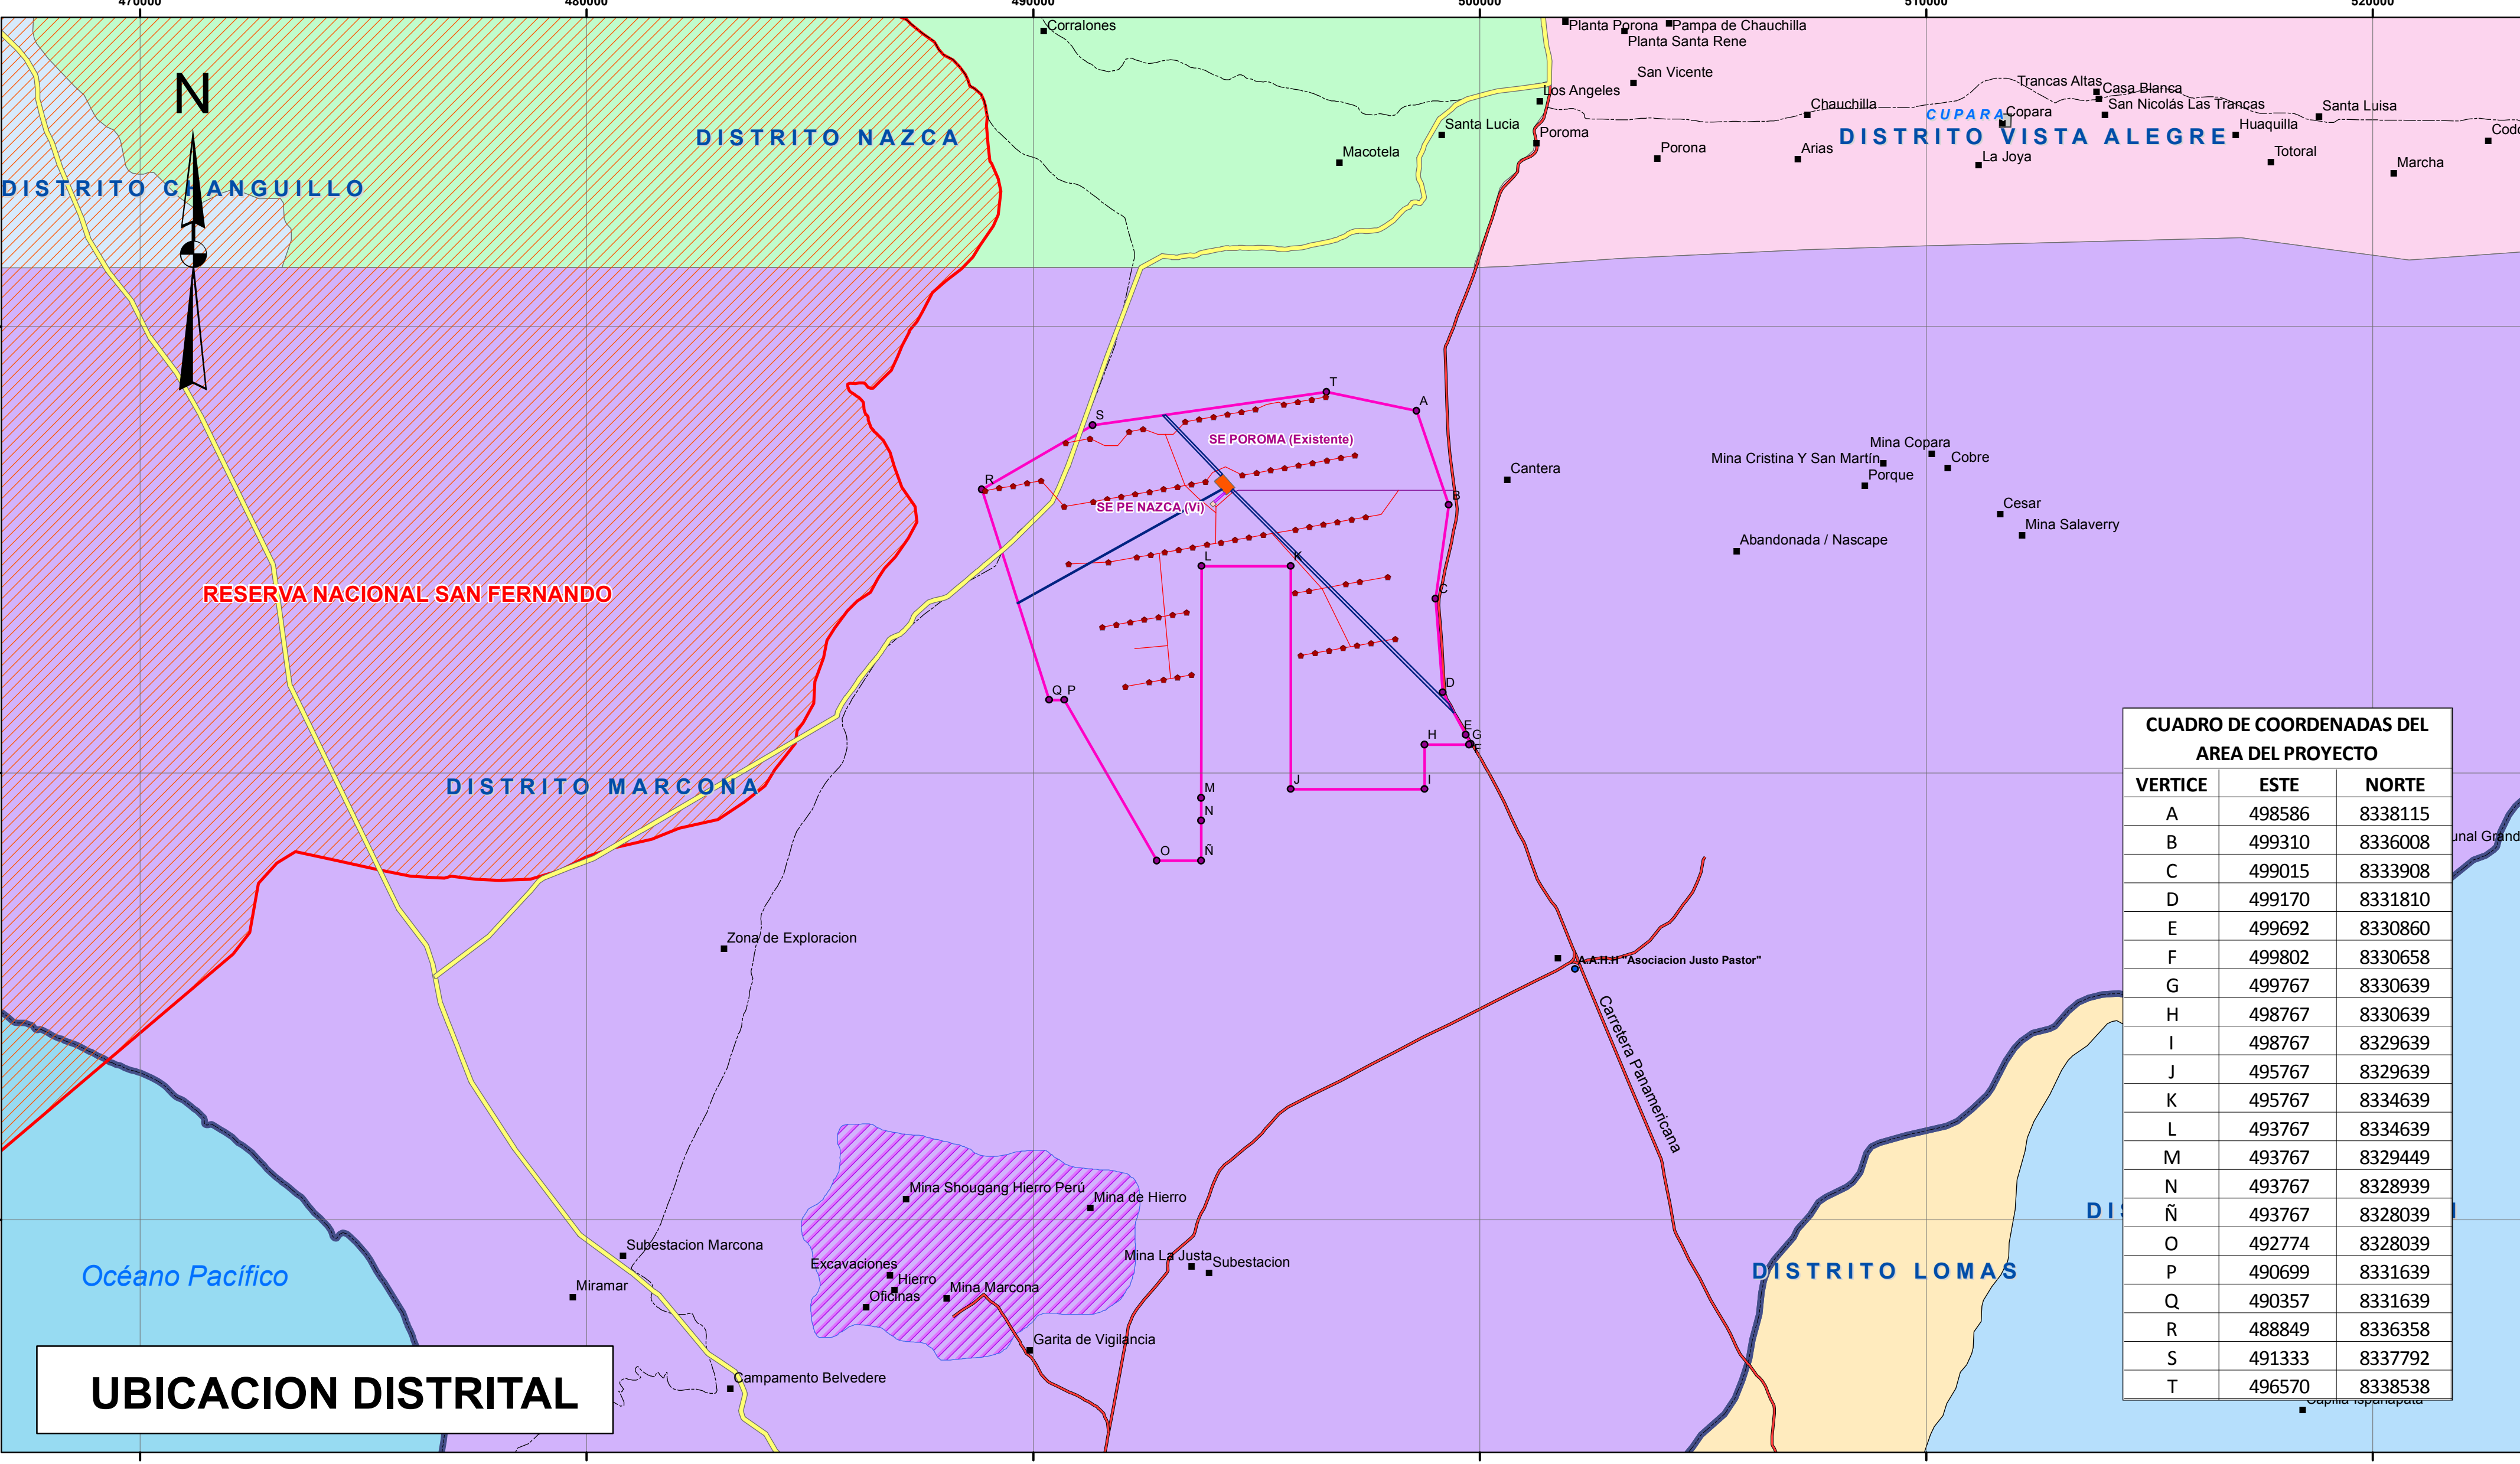 470000 480000 490000 500000 510000 520000
Corralones
Planta Porona
Pampa de Chauchilla
Planta Santa Rene
San Vicente
Los Angeles
Trancas Altas
Casa Blanca
San Nicolás Las Trancas
Chauchilla
CUPARA
Copara
Santa Luisa
N
DISTRITO NAZCA
Santa Lucia
Poroma
DISTRITO VISTA ALEGRE
Huaquilla
Macotela
Porona
Arias
La Joya
Totoral
Marcha
DISTRITO CHANGUILLO
T
A
S
SE POROMA (Existente)
Mina Copara
Mina Cristina Y San Martín
Cobre
Porque
Cantera
R
B
SE PE NAZCA (Vi)
Cesar
Mina Salaverry
Abandonada / Nascape
L
K
RESERVA NACIONAL SAN FERNANDO
C
Q P
D
E
H
G
F
DISTRITO MARCONA
M
J
I
N
O
Ñ
Zona de Exploracion
A.A.H.H "Asociacion Justo Pastor"
Carretera Panamericana
Mina Shougang Hierro Perú
Mina de Hierro
Subestacion Marcona
Mina La Justa
Subestacion
Excavaciones
Hierro
Oficinas
Mina Marcona
Miramar
Océano Pacífico
DISTRITO LOMAS
Garita de Vigilancia
Campamento Belvedere
UBICACION DISTRITAL
CUADRO DE COORDENADAS DEL
AREA DEL PROYECTO
VERTICE ESTE NORTE
A 498586 8338115
B 499310 8336008
C 499015 8333908
D 499170 8331810
E 499692 8330860
F 499802 8330658
G 499767 8330639
H 498767 8330639
I 498767 8329639
J 495767 8329639
K 495767 8334639
L 493767 8334639
M 493767 8329449
N 493767 8328939
Ñ 493767 8328039
O 492774 8328039
P 490699 8331639
Q 490357 8331639
R 488849 8336358
S 491333 8337792
T 496570 8338538